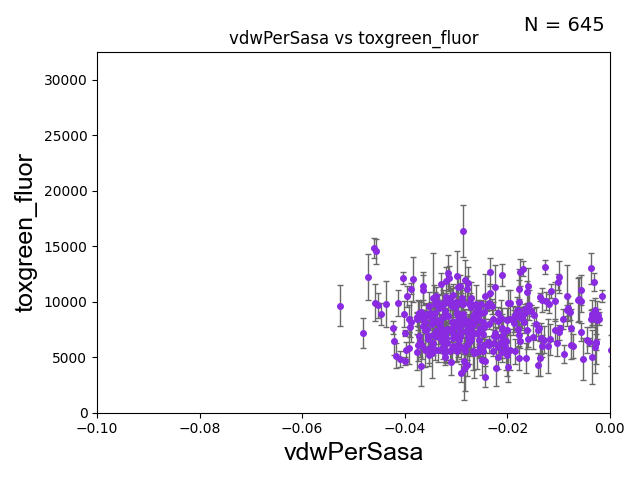 N = 645
vdwPerSasa vs toxgreen_fluor
30000
25000
20000
15000
10000
5000
0
toxgreen_fluor
−0.10 −0.08 −0.06 −0.04 −0.02 0.00
vdwPerSasa